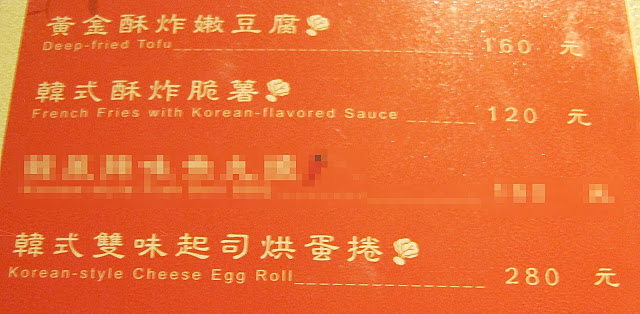 黃金酥炸嫩豆腐
Deep-fried Tofu 160 元
韓式酥炸脆薯
French Fries with Korean-flavored Sauce 120 元
韓式雙味起司烘蛋捲
Korean-style Cheese Egg Roll 280 元